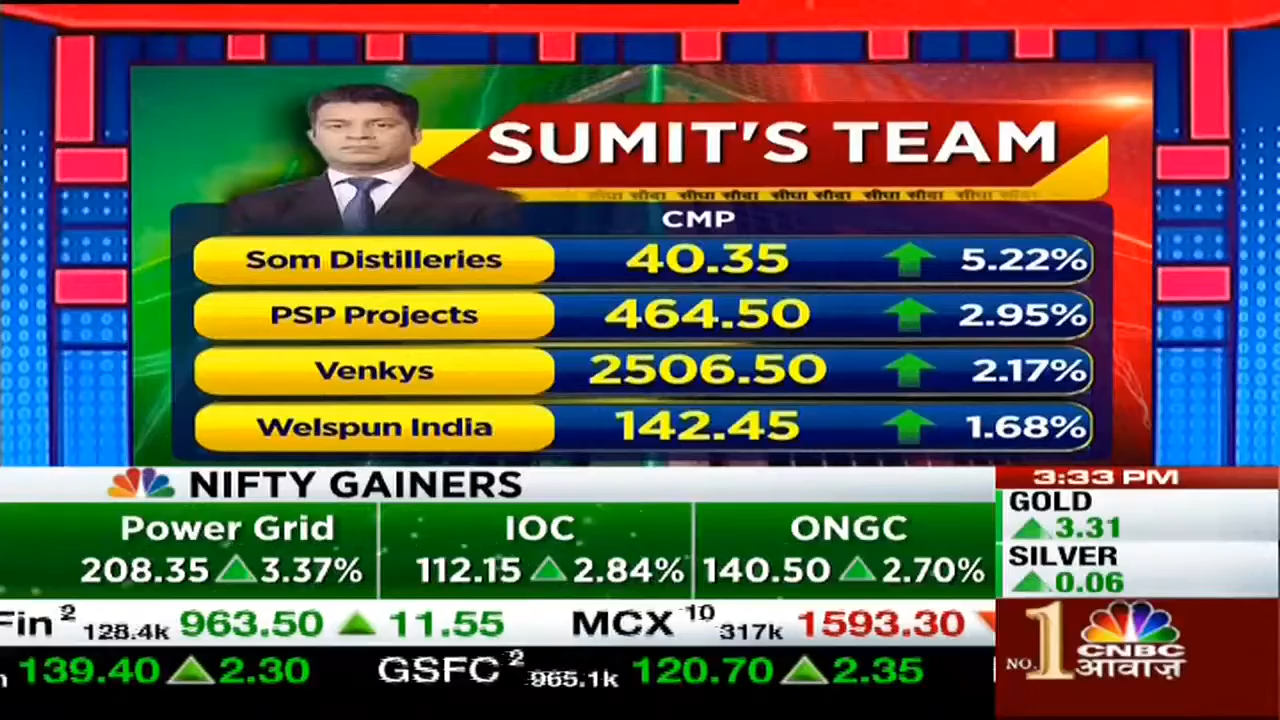 SUMIT'S TEAM
सीधा सौदा सीधा सौदा सीधा सौदा सीधा सौदा सीधा सौदा
CMP
Som Distilleries 40.35 5.22%
PSP Projects 464.50 2.95%
Venkys 2506.50 2.17%
Welspun India 142.45 1.68%
NIFTY GAINERS
Power Grid IOC ONGC
208.35 3.37% 112.15 2.84% 140.50 2.70%
3:33 PM
GOLD
3.31
SILVER
0.06
Fin 2 128.4k 963.50 11.55 MCX 10 317k 1593.30
139.40 2.30 GSFC 2 965.1k 120.70 2.35
NO. 1 CNBC
आवाज़